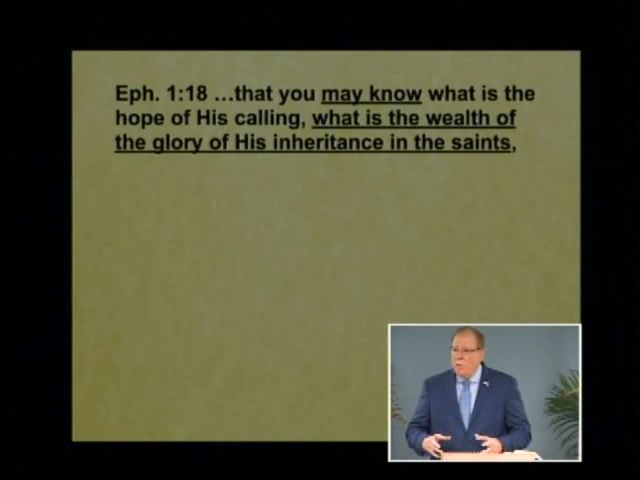 Eph. 1:18 ...that you may know what is the
hope of His calling, what is the wealth of
the glory of His inheritance in the saints,